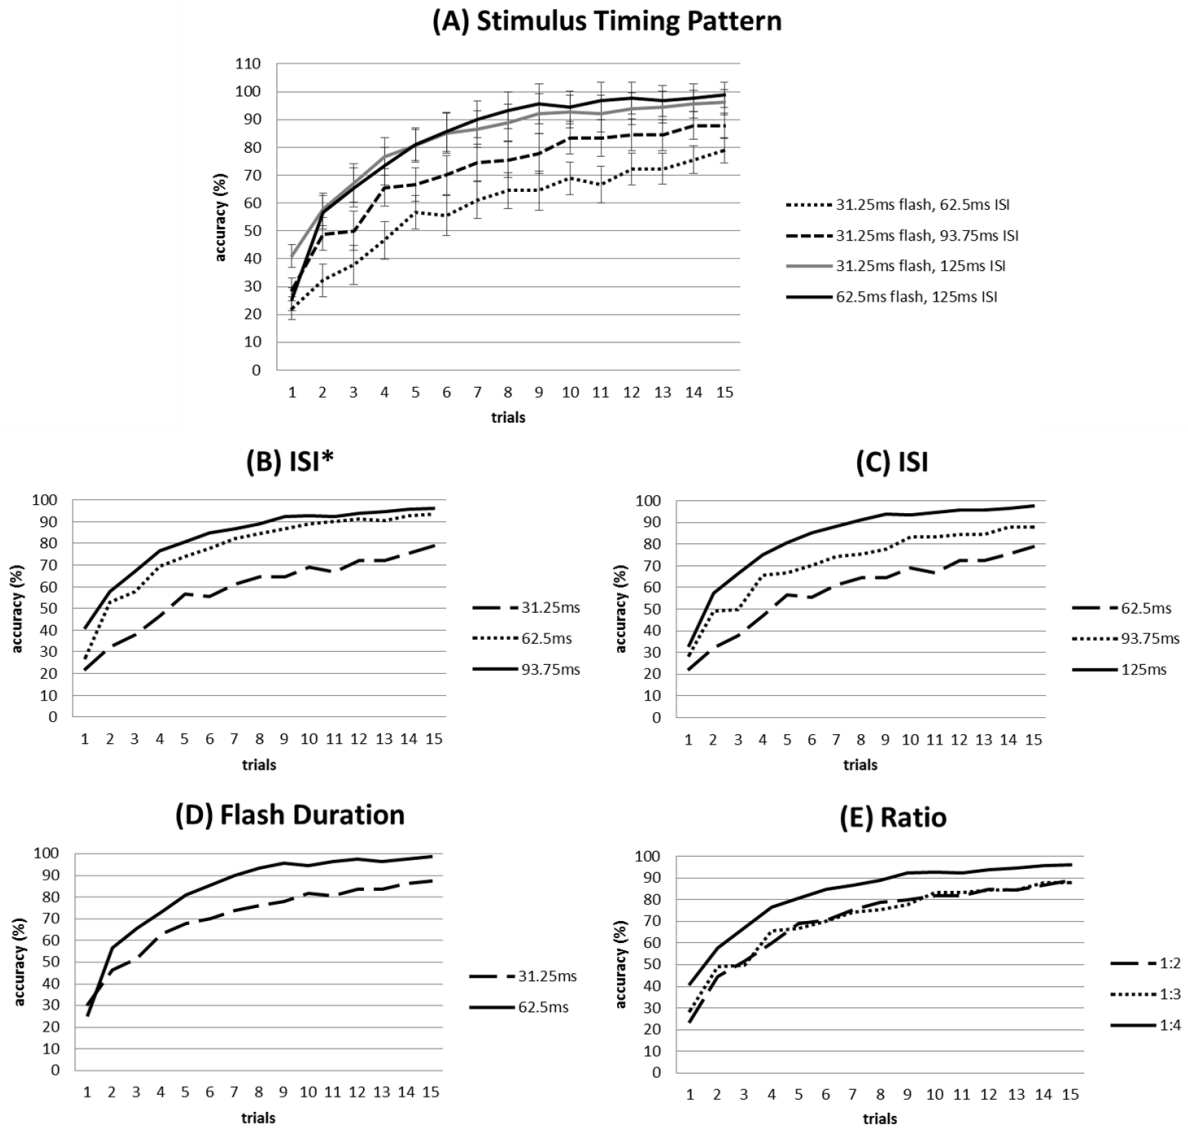 (A) Stimulus Timing Pattern
110
100
90
80
70
60
50
40
30
20
10
0
accuracy (%)
1 2 3 4 5 6 7 8 9 10 11 12 13 14 15
trials
31.25ms flash, 62.5ms ISI
31.25ms flash, 93.75ms ISI
31.25ms flash, 125ms ISI
62.5ms flash, 125ms ISI
(B) ISI*
100
90
80
70
60
50
40
30
20
10
0
accuracy (%)
1 2 3 4 5 6 7 8 9 10 11 12 13 14 15
trials
31.25ms
62.5ms
93.75ms
(C) ISI
100
90
80
70
60
50
40
30
20
10
0
accuracy (%)
1 2 3 4 5 6 7 8 9 10 11 12 13 14 15
trials
62.5ms
93.75ms
125ms
(D) Flash Duration
100
90
80
70
60
50
40
30
20
10
0
accuracy (%)
1 2 3 4 5 6 7 8 9 10 11 12 13 14 15
trials
31.25ms
62.5ms
(E) Ratio
100
90
80
70
60
50
40
30
20
10
0
accuracy (%)
1 2 3 4 5 6 7 8 9 10 11 12 13 14 15
trials
1:2
1:3
1:4